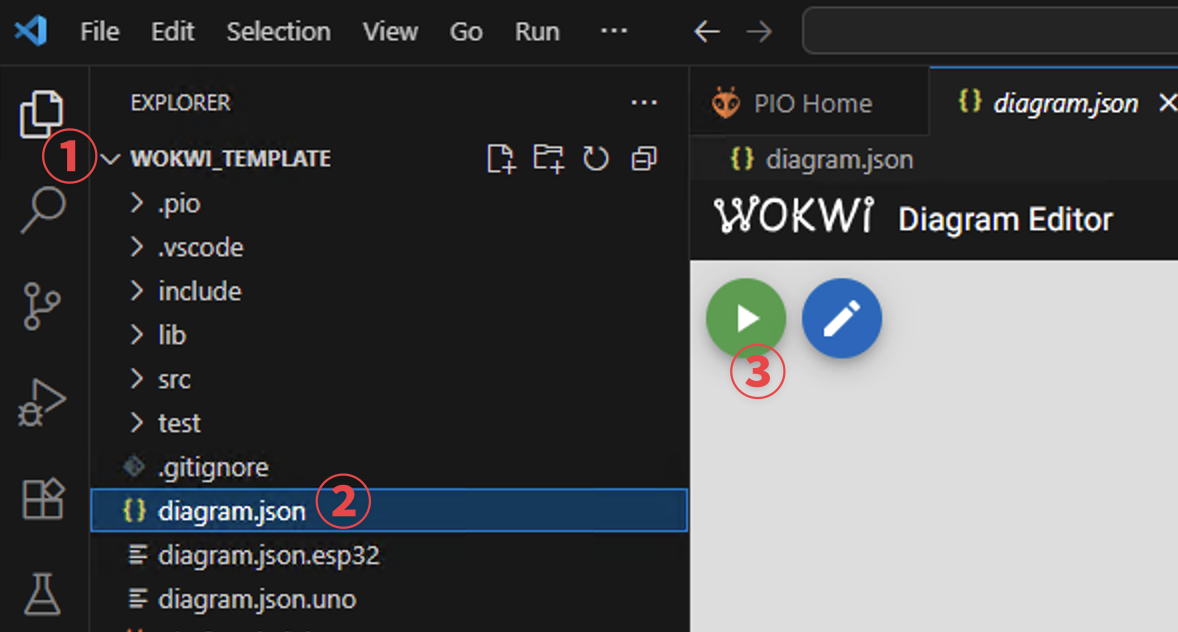 File Edit Selection View Go Run ···
EXPLORER ···
PIO Home
{} diagram.json ×
① WOKWI_TEMPLATE
{} diagram.json
WOKWi Diagram Editor
.pio
.vscode
include
lib
src
test
.gitignore
{} diagram.json ②
diagram.json.esp32
diagram.json.uno
③